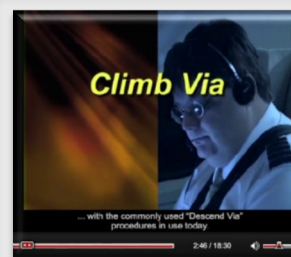 Climb Via
... with the commonly used "Descend Via"
procedures in use today
2:46 / 18:30